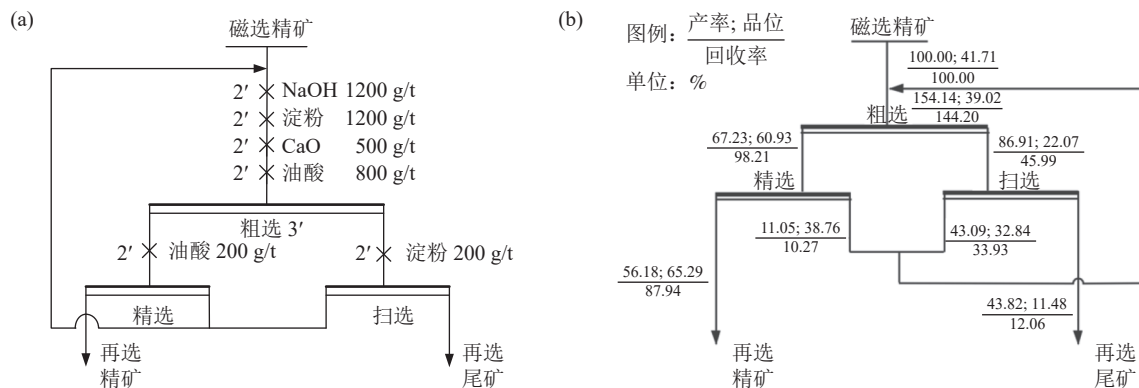 (a)
磁选精矿
2′ NaOH 1200 g/t
2′ 淀粉 1200 g/t
2′ CaO 500 g/t
2′ 油酸 800 g/t
粗选 3′
2′ 油酸 200 g/t
2′ 淀粉 200 g/t
精选
扫选
再选
精矿
再选
尾矿
(b)
图例: 产率; 品位
回收率
单位: %
磁选精矿
100.00; 41.71
100.00
154.14; 39.02
144.20
粗选
67.23; 60.93
98.21
86.91; 22.07
45.99
精选
扫选
11.05; 38.76
10.27
43.09; 32.84
33.93
56.18; 65.29
87.94
43.82; 11.48
12.06
再选
精矿
再选
尾矿